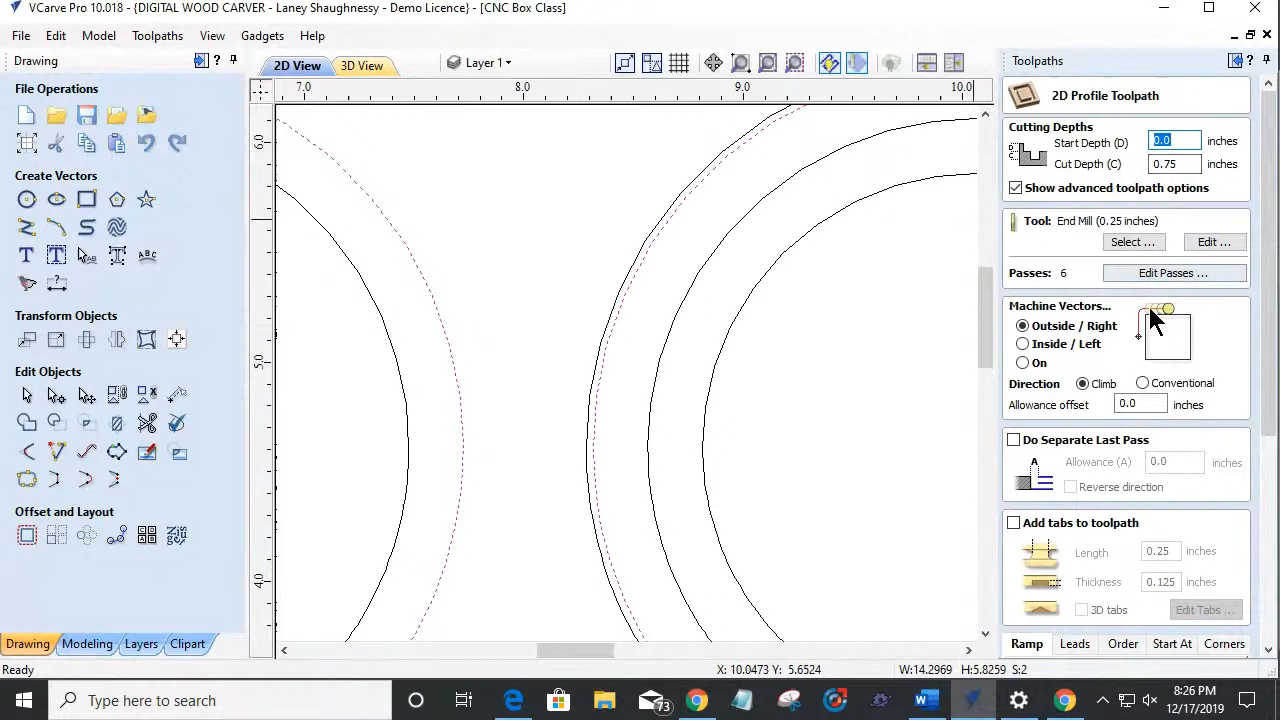 VCarve Pro 10.018 - {DIGITAL WOOD CARVER - Laney Shaughnessy - Demo Licence} - [CNC Box Class]
File Edit Model Toolpaths View Gadgets Help
Drawing
?
2D View
3D View
Layer 1
Toolpaths
?
File Operations
7.0
8.0
9.0
10.0
6.0
5.0
4.0
Create Vectors
Transform Objects
Edit Objects
Offset and Layout
2D Profile Toolpath
Cutting Depths
Start Depth (D) 0.0 inches
Cut Depth (C) 0.75 inches
Show advanced toolpath options
Tool: End Mill (0.25 inches)
Select ... Edit ...
Passes: 6 Edit Passes ...
Machine Vectors...
Outside / Right
Inside / Left
On
Direction Climb Conventional
Allowance offset 0.0 inches
Do Separate Last Pass
A
Allowance (A) 0.0 inches
Reverse direction
Add tabs to toolpath
Length 0.25 inches
Thickness 0.125 inches
3D tabs Edit Tabs ...
Ramp Leads Order Start At Corners
Drawing Modeling Layers Clipart
Ready
X: 10.0473 Y: 5.6524
W:14.2969 H:5.8259 S:2
Type here to search
73
8:26 PM
12/17/2019